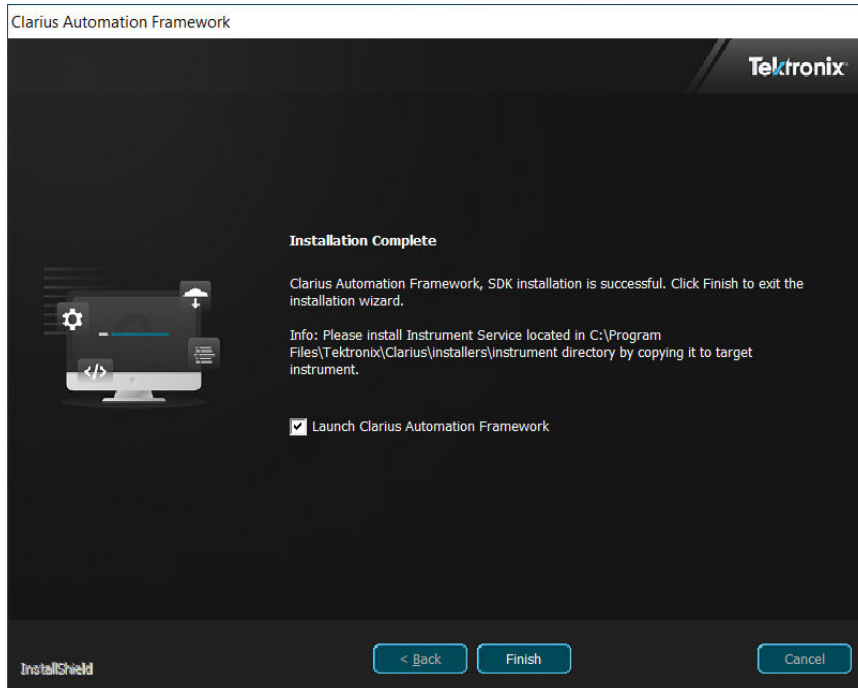 Clarius Automation Framework
Tektronix
Installation Complete
Clarius Automation Framework, SDK installation is successful. Click Finish to exit the
installation wizard.
Info: Please install Instrument Service located in C:\Program
Files\Tektronix\Clarius\installers\instrument directory by copying it to target
instrument.
Launch Clarius Automation Framework
</>
InstallShield
< Back
Finish
Cancel